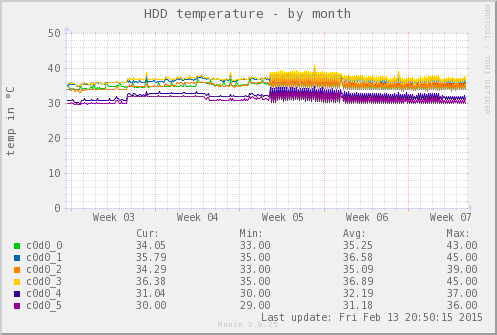 HDD temperature - by month
RRDTOOL / TOBI OETIKER
temp in °C
50
40
30
20
10
0
Week 03 Week 04 Week 05 Week 06 Week 07
Cur: Min: Avg: Max:
c0d0_0 34.05 33.00 35.25 43.00
c0d0_1 35.79 35.00 36.58 45.00
c0d0_2 34.29 33.00 35.09 39.00
c0d0_3 36.38 35.00 36.89 45.00
c0d0_4 31.04 30.00 32.19 37.00
c0d0_5 30.00 29.00 31.18 36.00
Last update: Fri Feb 13 20:50:15 2015
Munin 2.0.25